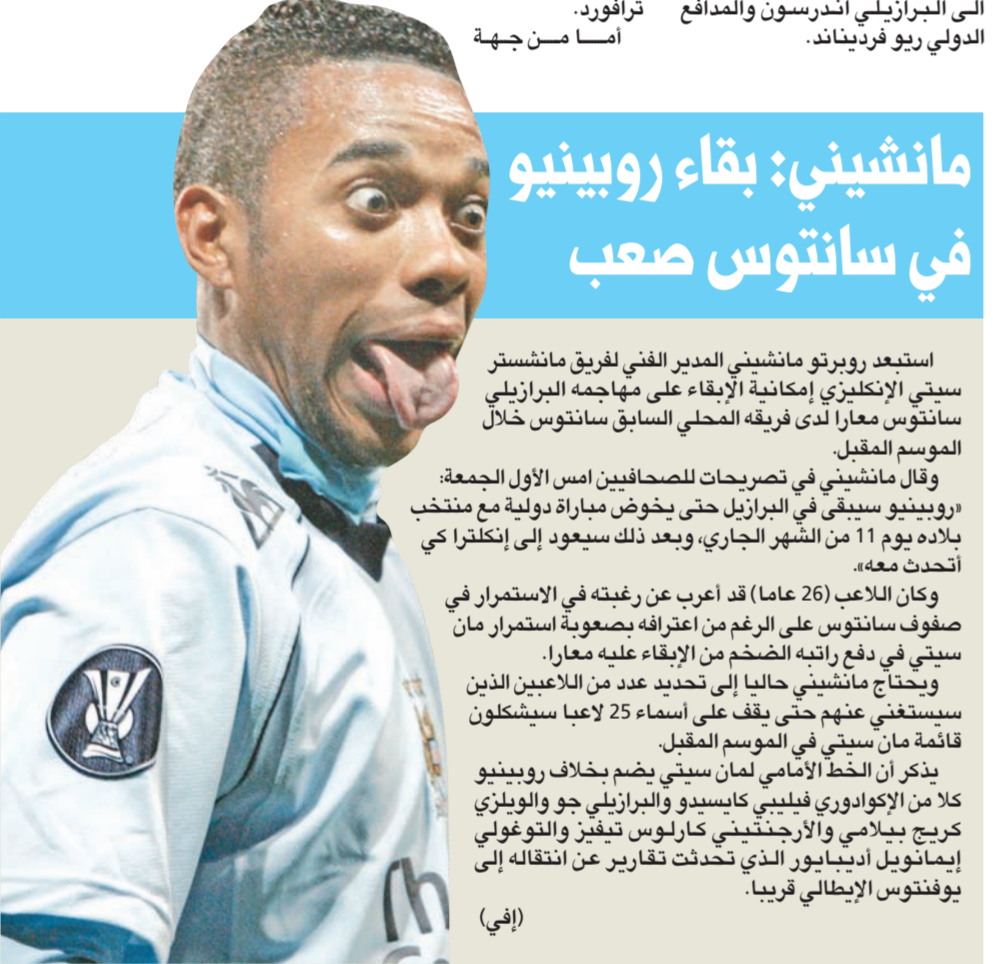 ترافورد.
أما من جهة
الى البرازيلي اندرسون والمدافع
الدولي ريو فرديناند.
مانشيني: بقاء روبينيو
في سانتوس صعب
استبعد روبرتو مانشيني المدير الفني لفريق مانشستر
سيتي الإنكليزي إمكانية الإبقاء على مهاجمه البرازيلي
سانتوس معارا لدى فريقه المحلي السابق سانتوس خلال
الموسم المقبل.
وقال مانشيني في تصريحات للصحافيين امس الأول الجمعة:
«روبينيو سيبقى في البرازيل حتى يخوض مباراة دولية مع منتخب
بلاده يوم 11 من الشهر الجاري، وبعد ذلك سيعود إلى إنكلترا كي
أتحدث معه».
وكان اللاعب (26 عاما) قد أعرب عن رغبته في الاستمرار في
صفوف سانتوس على الرغم من اعترافه بصعوبة استمرار مان
سيتي في دفع راتبه الضخم من الإبقاء عليه معارا.
ويحتاج مانشيني حاليا إلى تحديد عدد من اللاعبين الذين
سيستغني عنهم حتى يقف على أسماء 25 لاعبا سيشكلون
قائمة مان سيتي في الموسم المقبل.
يذكر أن الخط الأمامي لمان سيتي يضم بخلاف روبينيو
كلا من الإكوادوري فيليبي كايسيدو والبرازيلي جو والويلزي
كريج بيلامي والأرجنتيني كارلوس تيفيز والتوغولي
إيمانويل أديبايور الذي تحدثت تقارير عن انتقاله إلى
يوفنتوس الإيطالي قريبا.
(إفي)